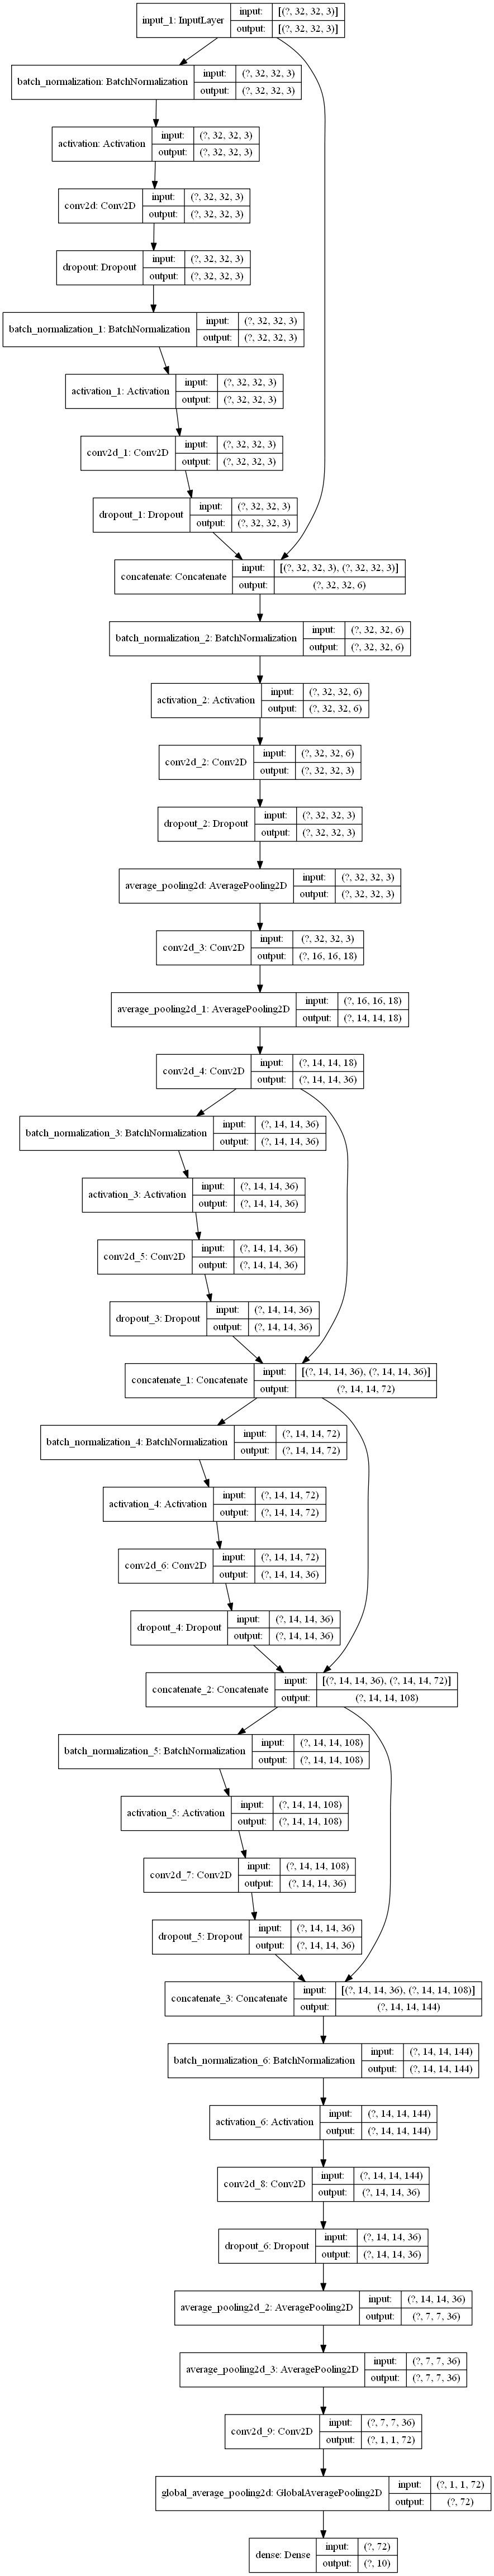 input_1: InputLayer
input: [(?, 32, 32, 3)]
output: [(?, 32, 32, 3)]
batch_normalization: BatchNormalization
input: (?, 32, 32, 3)
output: (?, 32, 32, 3)
activation: Activation
input: (?, 32, 32, 3)
output: (?, 32, 32, 3)
conv2d: Conv2D
input: (?, 32, 32, 3)
output: (?, 32, 32, 3)
dropout: Dropout
input: (?, 32, 32, 3)
output: (?, 32, 32, 3)
batch_normalization_1: BatchNormalization
input: (?, 32, 32, 3)
output: (?, 32, 32, 3)
activation_1: Activation
input: (?, 32, 32, 3)
output: (?, 32, 32, 3)
conv2d_1: Conv2D
input: (?, 32, 32, 3)
output: (?, 32, 32, 3)
dropout_1: Dropout
input: (?, 32, 32, 3)
output: (?, 32, 32, 3)
concatenate: Concatenate
input: [(?, 32, 32, 3), (?, 32, 32, 3)]
output: (?, 32, 32, 6)
batch_normalization_2: BatchNormalization
input: (?, 32, 32, 6)
output: (?, 32, 32, 6)
activation_2: Activation
input: (?, 32, 32, 6)
output: (?, 32, 32, 6)
conv2d_2: Conv2D
input: (?, 32, 32, 6)
output: (?, 32, 32, 3)
dropout_2: Dropout
input: (?, 32, 32, 3)
output: (?, 32, 32, 3)
average_pooling2d: AveragePooling2D
input: (?, 32, 32, 3)
output: (?, 32, 32, 3)
conv2d_3: Conv2D
input: (?, 32, 32, 3)
output: (?, 16, 16, 18)
average_pooling2d_1: AveragePooling2D
input: (?, 16, 16, 18)
output: (?, 14, 14, 18)
conv2d_4: Conv2D
input: (?, 14, 14, 18)
output: (?, 14, 14, 36)
batch_normalization_3: BatchNormalization
input: (?, 14, 14, 36)
output: (?, 14, 14, 36)
activation_3: Activation
input: (?, 14, 14, 36)
output: (?, 14, 14, 36)
conv2d_5: Conv2D
input: (?, 14, 14, 36)
output: (?, 14, 14, 36)
dropout_3: Dropout
input: (?, 14, 14, 36)
output: (?, 14, 14, 36)
concatenate_1: Concatenate
input: [(?, 14, 14, 36), (?, 14, 14, 36)]
output: (?, 14, 14, 72)
batch_normalization_4: BatchNormalization
input: (?, 14, 14, 72)
output: (?, 14, 14, 72)
activation_4: Activation
input: (?, 14, 14, 72)
output: (?, 14, 14, 72)
conv2d_6: Conv2D
input: (?, 14, 14, 72)
output: (?, 14, 14, 36)
dropout_4: Dropout
input: (?, 14, 14, 36)
output: (?, 14, 14, 36)
concatenate_2: Concatenate
input: [(?, 14, 14, 36), (?, 14, 14, 72)]
output: (?, 14, 14, 108)
batch_normalization_5: BatchNormalization
input: (?, 14, 14, 108)
output: (?, 14, 14, 108)
activation_5: Activation
input: (?, 14, 14, 108)
output: (?, 14, 14, 108)
conv2d_7: Conv2D
input: (?, 14, 14, 108)
output: (?, 14, 14, 36)
dropout_5: Dropout
input: (?, 14, 14, 36)
output: (?, 14, 14, 36)
concatenate_3: Concatenate
input: [(?, 14, 14, 36), (?, 14, 14, 108)]
output: (?, 14, 14, 144)
batch_normalization_6: BatchNormalization
input: (?, 14, 14, 144)
output: (?, 14, 14, 144)
activation_6: Activation
input: (?, 14, 14, 144)
output: (?, 14, 14, 144)
conv2d_8: Conv2D
input: (?, 14, 14, 144)
output: (?, 14, 14, 36)
dropout_6: Dropout
input: (?, 14, 14, 36)
output: (?, 14, 14, 36)
average_pooling2d_2: AveragePooling2D
input: (?, 14, 14, 36)
output: (?, 7, 7, 36)
average_pooling2d_3: AveragePooling2D
input: (?, 7, 7, 36)
output: (?, 7, 7, 36)
conv2d_9: Conv2D
input: (?, 7, 7, 36)
output: (?, 1, 1, 72)
global_average_pooling2d: GlobalAveragePooling2D
input: (?, 1, 1, 72)
output: (?, 72)
dense: Dense
input: (?, 72)
output: (?, 10)